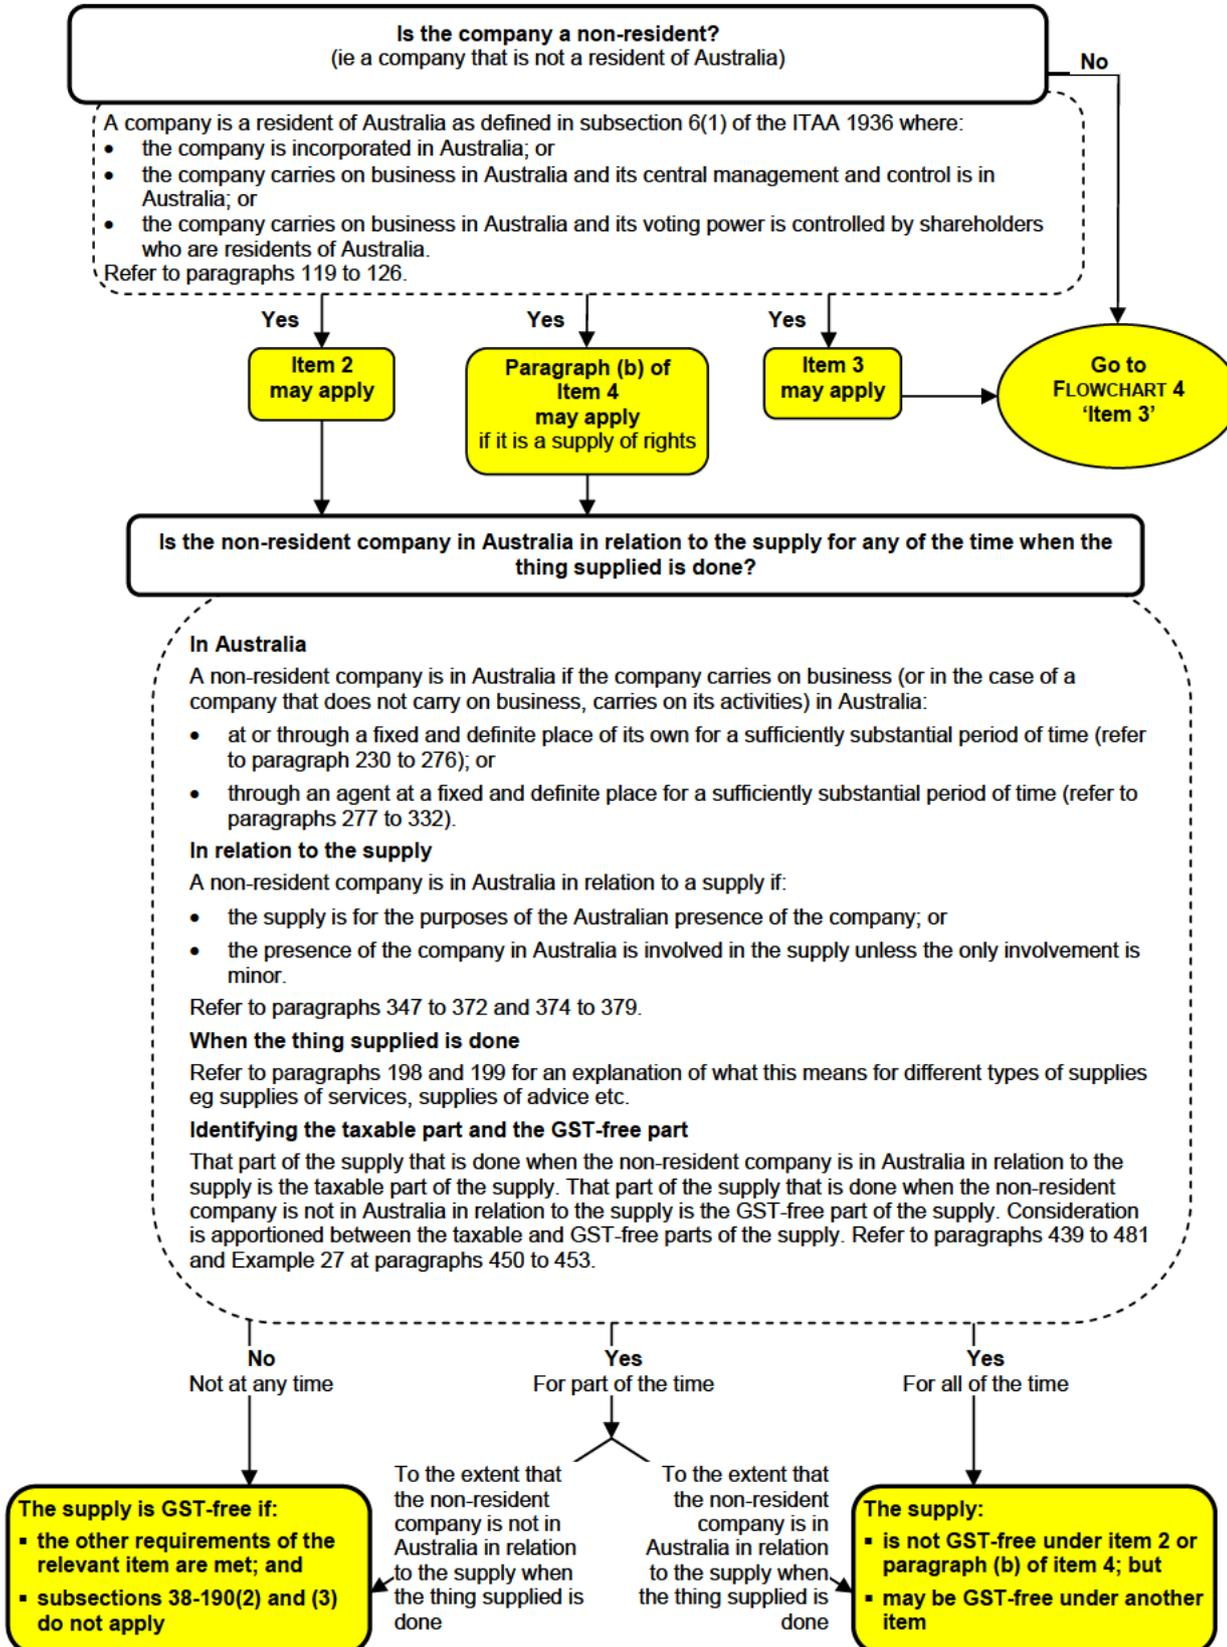 Is the company a non-resident?
(ie a company that is not a resident of Australia)
No
A company is a resident of Australia as defined in subsection 6(1) of the ITAA 1936 where:
• the company is incorporated in Australia; or
• the company carries on business in Australia and its central management and control is in
Australia; or
• the company carries on business in Australia and its voting power is controlled by shareholders
who are residents of Australia.
Refer to paragraphs 119 to 126.
Yes
Yes
Yes
Item 2
may apply
Paragraph (b) of
Item 4
may apply
if it is a supply of rights
Item 3
may apply
Go to
FLOWCHART 4
‘Item 3’
Is the non-resident company in Australia in relation to the supply for any of the time when the
thing supplied is done?
In Australia
A non-resident company is in Australia if the company carries on business (or in the case of a
company that does not carry on business, carries on its activities) in Australia:
• at or through a fixed and definite place of its own for a sufficiently substantial period of time (refer
to paragraph 230 to 276); or
• through an agent at a fixed and definite place for a sufficiently substantial period of time (refer to
paragraphs 277 to 332).
In relation to the supply
A non-resident company is in Australia in relation to a supply if:
• the supply is for the purposes of the Australian presence of the company; or
• the presence of the company in Australia is involved in the supply unless the only involvement is
minor.
Refer to paragraphs 347 to 372 and 374 to 379.
When the thing supplied is done
Refer to paragraphs 198 and 199 for an explanation of what this means for different types of supplies
eg supplies of services, supplies of advice etc.
Identifying the taxable part and the GST-free part
That part of the supply that is done when the non-resident company is in Australia in relation to the
supply is the taxable part of the supply. That part of the supply that is done when the non-resident
company is not in Australia in relation to the supply is the GST-free part of the supply. Consideration
is apportioned between the taxable and GST-free parts of the supply. Refer to paragraphs 439 to 481
and Example 27 at paragraphs 450 to 453.
No
Not at any time
Yes
For part of the time
Yes
For all of the time
The supply is GST-free if:
▪ the other requirements of the
relevant item are met; and
▪ subsections 38-190(2) and (3)
do not apply
To the extent that
the non-resident
company is not in
Australia in relation
to the supply when
the thing supplied is
done
To the extent that
the non-resident
company is in
Australia in relation
to the supply when
the thing supplied is
done
The supply:
▪ is not GST-free under item 2 or
paragraph (b) of item 4; but
▪ may be GST-free under another
item